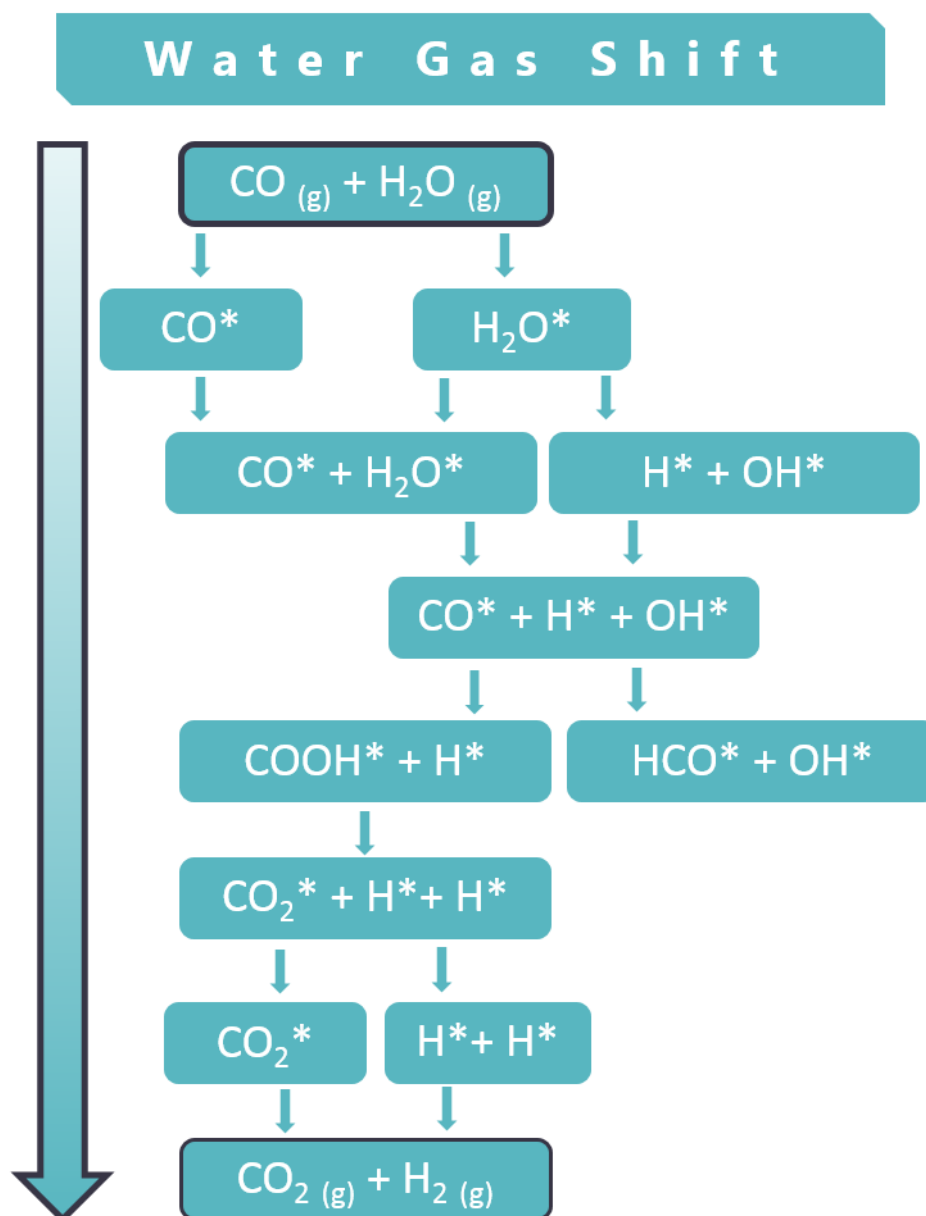 Water Gas Shift
CO (g) + H₂O (g)
CO*
H₂O*
CO* + H₂O*
H* + OH*
CO* + H* + OH*
COOH* + H*
HCO* + OH*
CO₂* + H*+ H*
CO₂*
H*+ H*
CO₂ (g) + H₂ (g)